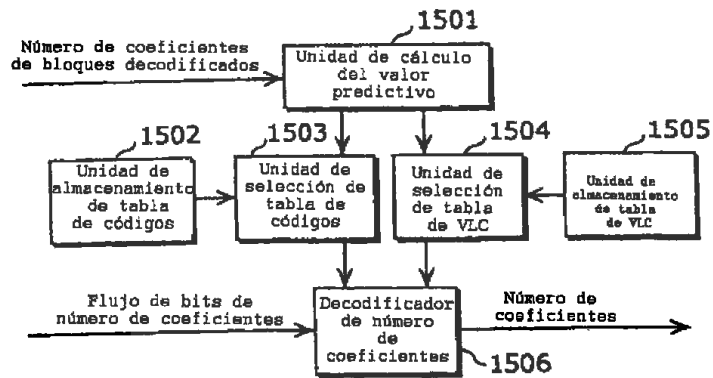 1501
Número de coeficientes
de bloques decodificados
Unidad de cálculo
del valor
predictivo
1502
1503
1504
1505
Unidad de
almacenamiento
de tabla
de códigos
Unidad de
selección de
tabla de
códigos
Unidad de
selección
de tabla
de VLC
Unidad de
almacenamiento
de tabla
de VLC
Flujo de bits de
número de coeficientes
Decodificador
de número
de
coeficientes
Número de
coeficientes
1506